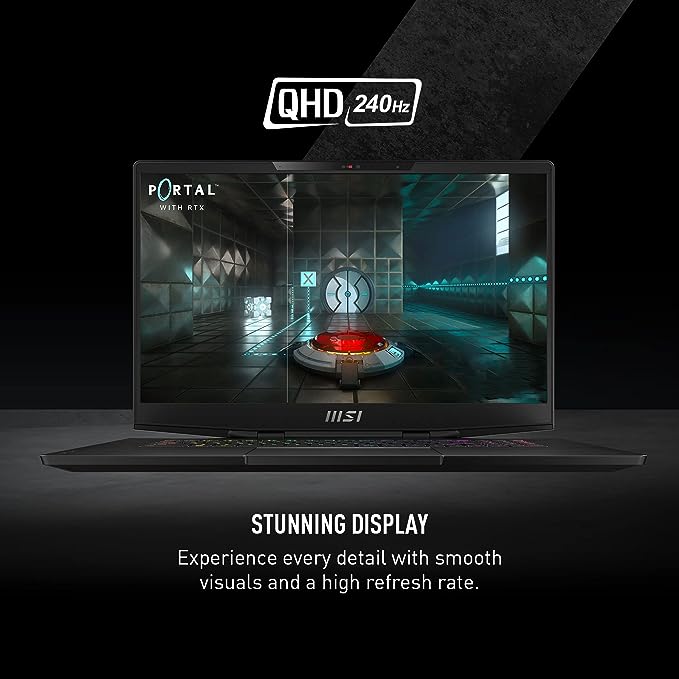 QHD 240Hz
PORTAL™
WITH RTX
X
msi
STUNNING DISPLAY
Experience every detail with smooth
visuals and a high refresh rate.